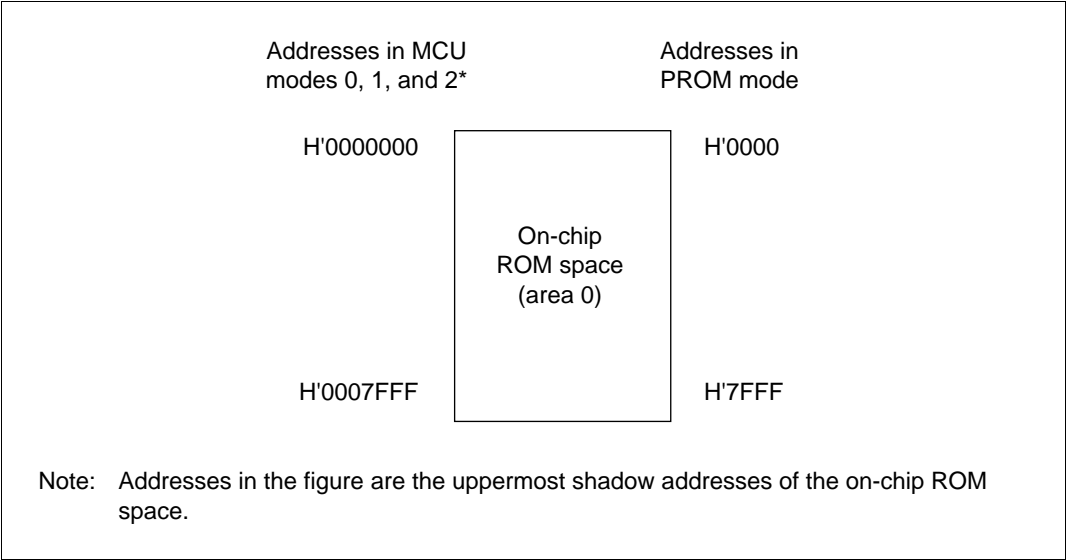 Addresses in MCU
modes 0, 1, and 2*
Addresses in
PROM mode
H'0000000
H'0000
On-chip
ROM space
(area 0)
H'0007FFF
H'7FFF
Note: Addresses in the figure are the uppermost shadow addresses of the on-chip ROM
space.